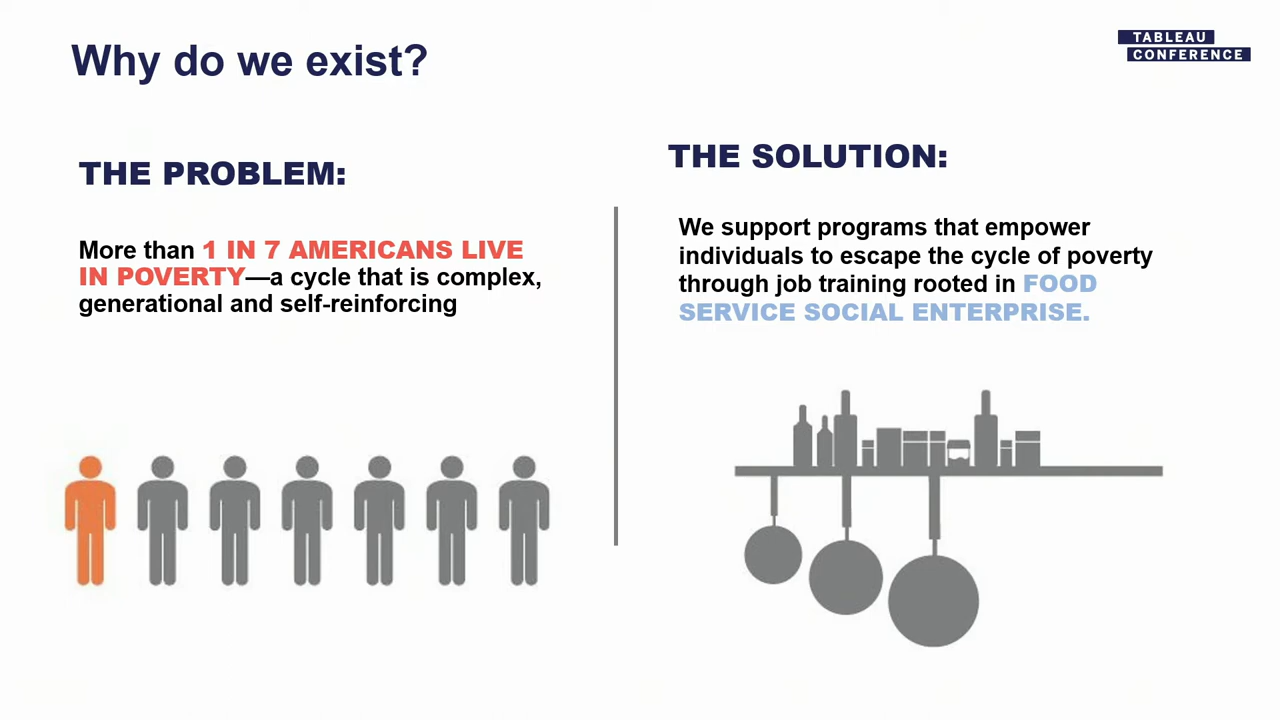 Why do we exist?
TABLEAU
CONFERENCE
THE PROBLEM:
More than 1 IN 7 AMERICANS LIVE
IN POVERTY—a cycle that is complex,
generational and self-reinforcing
THE SOLUTION:
We support programs that empower
individuals to escape the cycle of poverty
through job training rooted in FOOD
SERVICE SOCIAL ENTERPRISE.